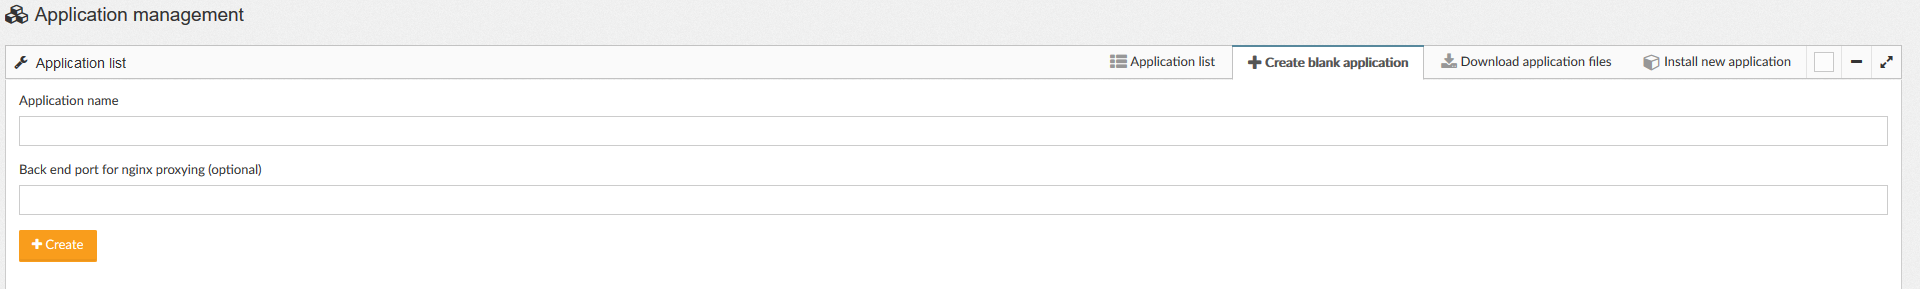 Application management
Application list
Application list
Create blank application
Download application files
Install new application
Application name
Back end port for nginx proxying (optional)
Create